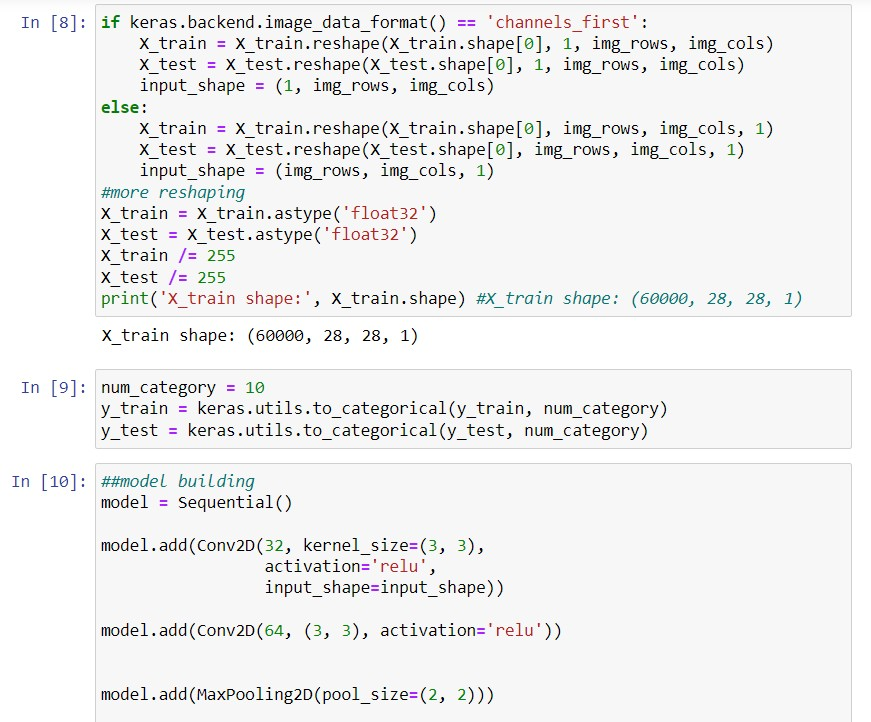 In [8]: if keras.backend.image_data_format() == 'channels_first':
    X_train = X_train.reshape(X_train.shape[0], 1, img_rows, img_cols)
    X_test = X_test.reshape(X_test.shape[0], 1, img_rows, img_cols)
    input_shape = (1, img_rows, img_cols)
else:
    X_train = X_train.reshape(X_train.shape[0], img_rows, img_cols, 1)
    X_test = X_test.reshape(X_test.shape[0], img_rows, img_cols, 1)
    input_shape = (img_rows, img_cols, 1)
#more reshaping
X_train = X_train.astype('float32')
X_test = X_test.astype('float32')
X_train /= 255
X_test /= 255
print('X_train shape:', X_train.shape) #X_train shape: (60000, 28, 28, 1)
X_train shape: (60000, 28, 28, 1)
In [9]: num_category = 10
y_train = keras.utils.to_categorical(y_train, num_category)
y_test = keras.utils.to_categorical(y_test, num_category)
In [10]: ##model building
model = Sequential()
model.add(Conv2D(32, kernel_size=(3, 3),
                 activation='relu',
                 input_shape=input_shape))
model.add(Conv2D(64, (3, 3), activation='relu'))
model.add(MaxPooling2D(pool_size=(2, 2)))